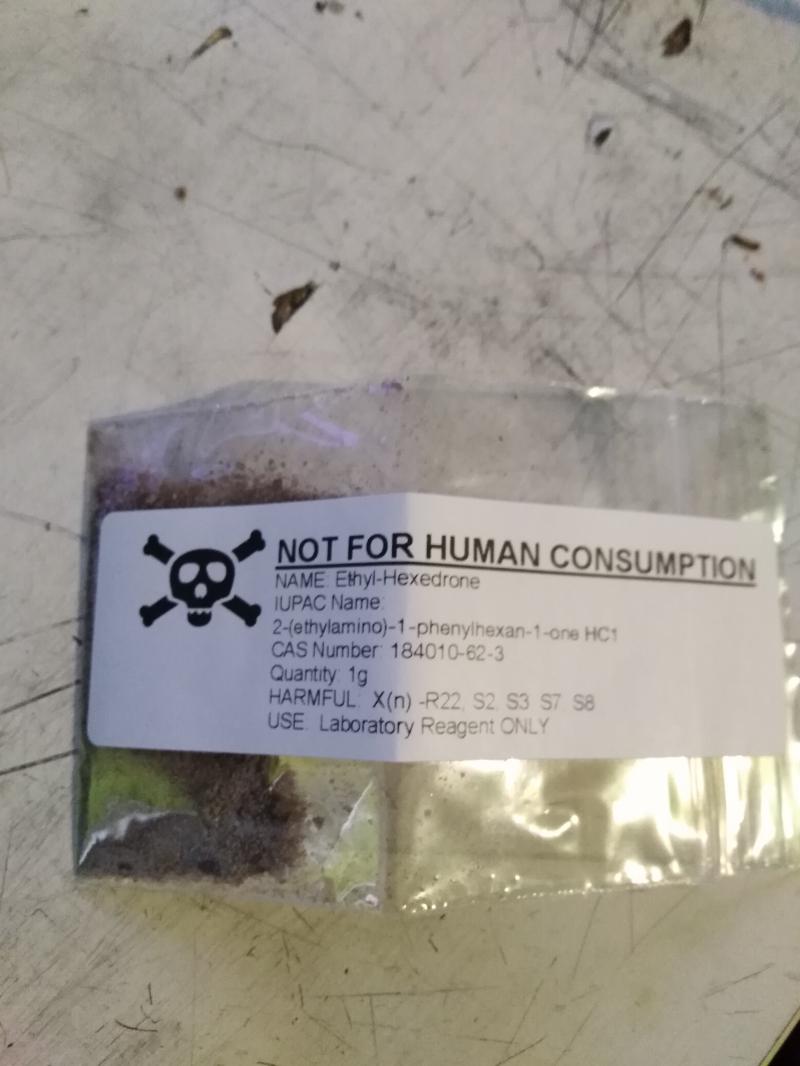 NOT FOR HUMAN CONSUMPTION
NAME: Ethyl-Hexedrone
IUPAC Name:
2-(ethylamino)-1-phenylhexan-1-one HC1
CAS Number: 184010-62-3
Quantity: 1g
HARMFUL: X(n) -R22, S2, S3 S7 S8
USE: Laboratory Reagent ONLY